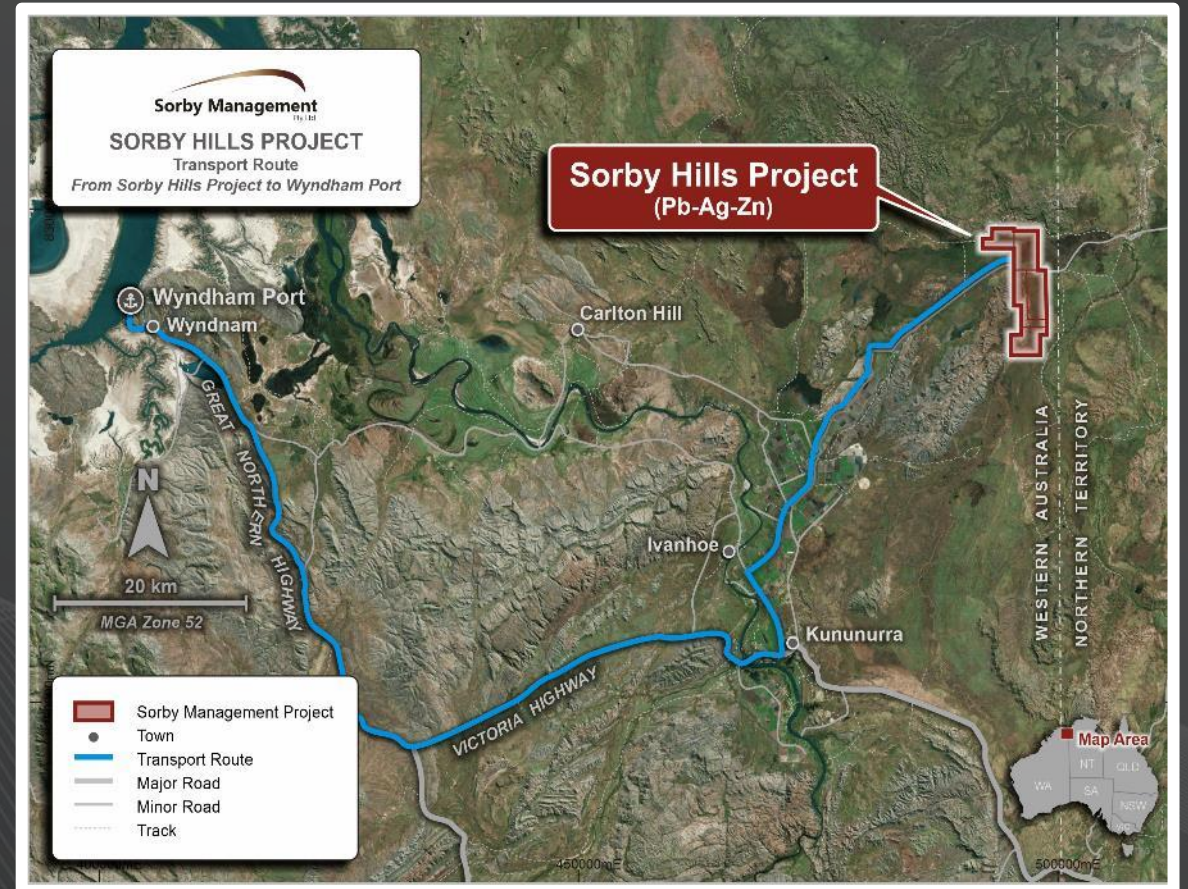 Sorby Management
Pty Ltd
SORBY HILLS PROJECT
Transport Route
From Sorby Hills Project to Wyndham Port
Sorby Hills Project
(Pb-Ag-Zn)
Wyndham Port
Wyndnam
Carlton Hill
GREAT NORTHERN HIGHWAY
N
20 km
MGA Zone 52
Ivanhoe
Kununurra
VICTORIA HIGHWAY
WESTERN AUSTRALIA
NORTHERN TERRITORY
Sorby Management Project
Town
Transport Route
Major Road
Minor Road
Track
Map Area
WA
NT
QLD
SA
NSW
450000mE
500000mE